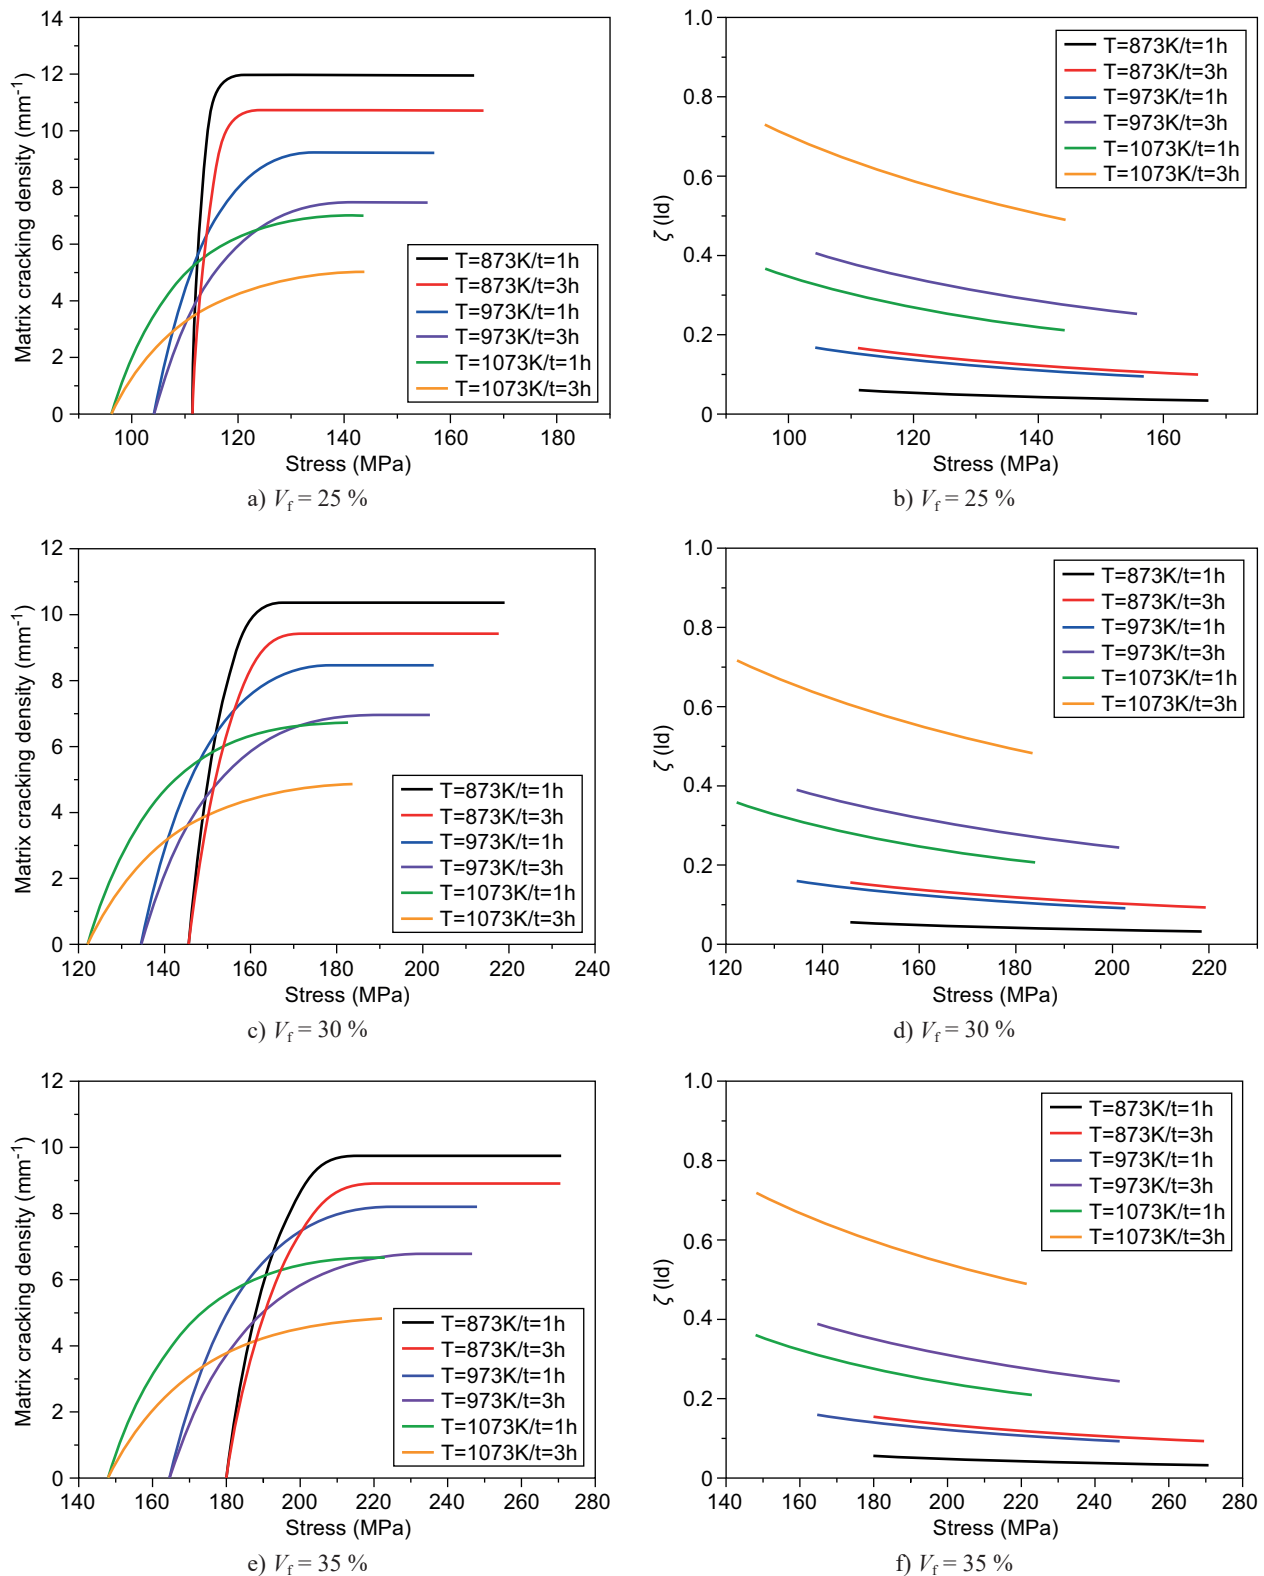 14
12
10
8
6
4
2
0
Matrix cracking density (mm⁻¹)
100
120
140
160
180
Stress (MPa)
T=873K/t=1h
T=873K/t=3h
T=973K/t=1h
T=973K/t=3h
T=1073K/t=1h
T=1073K/t=3h
a) Vf = 25 %
1.0
0.8
0.6
0.4
0.2
0
ζ (ld)
100
120
140
160
Stress (MPa)
T=873K/t=1h
T=873K/t=3h
T=973K/t=1h
T=973K/t=3h
T=1073K/t=1h
T=1073K/t=3h
b) Vf = 25 %
12
10
8
6
4
2
0
Matrix cracking density (mm⁻¹)
120
140
160
180
200
220
240
Stress (MPa)
T=873K/t=1h
T=873K/t=3h
T=973K/t=1h
T=973K/t=3h
T=1073K/t=1h
T=1073K/t=3h
c) Vf = 30 %
1.0
0.8
0.6
0.4
0.2
0
ζ (ld)
120
140
160
180
200
220
Stress (MPa)
T=873K/t=1h
T=873K/t=3h
T=973K/t=1h
T=973K/t=3h
T=1073K/t=1h
T=1073K/t=3h
d) Vf = 30 %
12
10
8
6
4
2
0
Matrix cracking density (mm⁻¹)
140
160
180
200
220
240
260
280
Stress (MPa)
T=873K/t=1h
T=873K/t=3h
T=973K/t=1h
T=973K/t=3h
T=1073K/t=1h
T=1073K/t=3h
e) Vf = 35 %
1.0
0.8
0.6
0.4
0.2
0
ζ (ld)
140
160
180
200
220
240
260
280
Stress (MPa)
T=873K/t=1h
T=873K/t=3h
T=973K/t=1h
T=973K/t=3h
T=1073K/t=1h
T=1073K/t=3h
f) Vf = 35 %